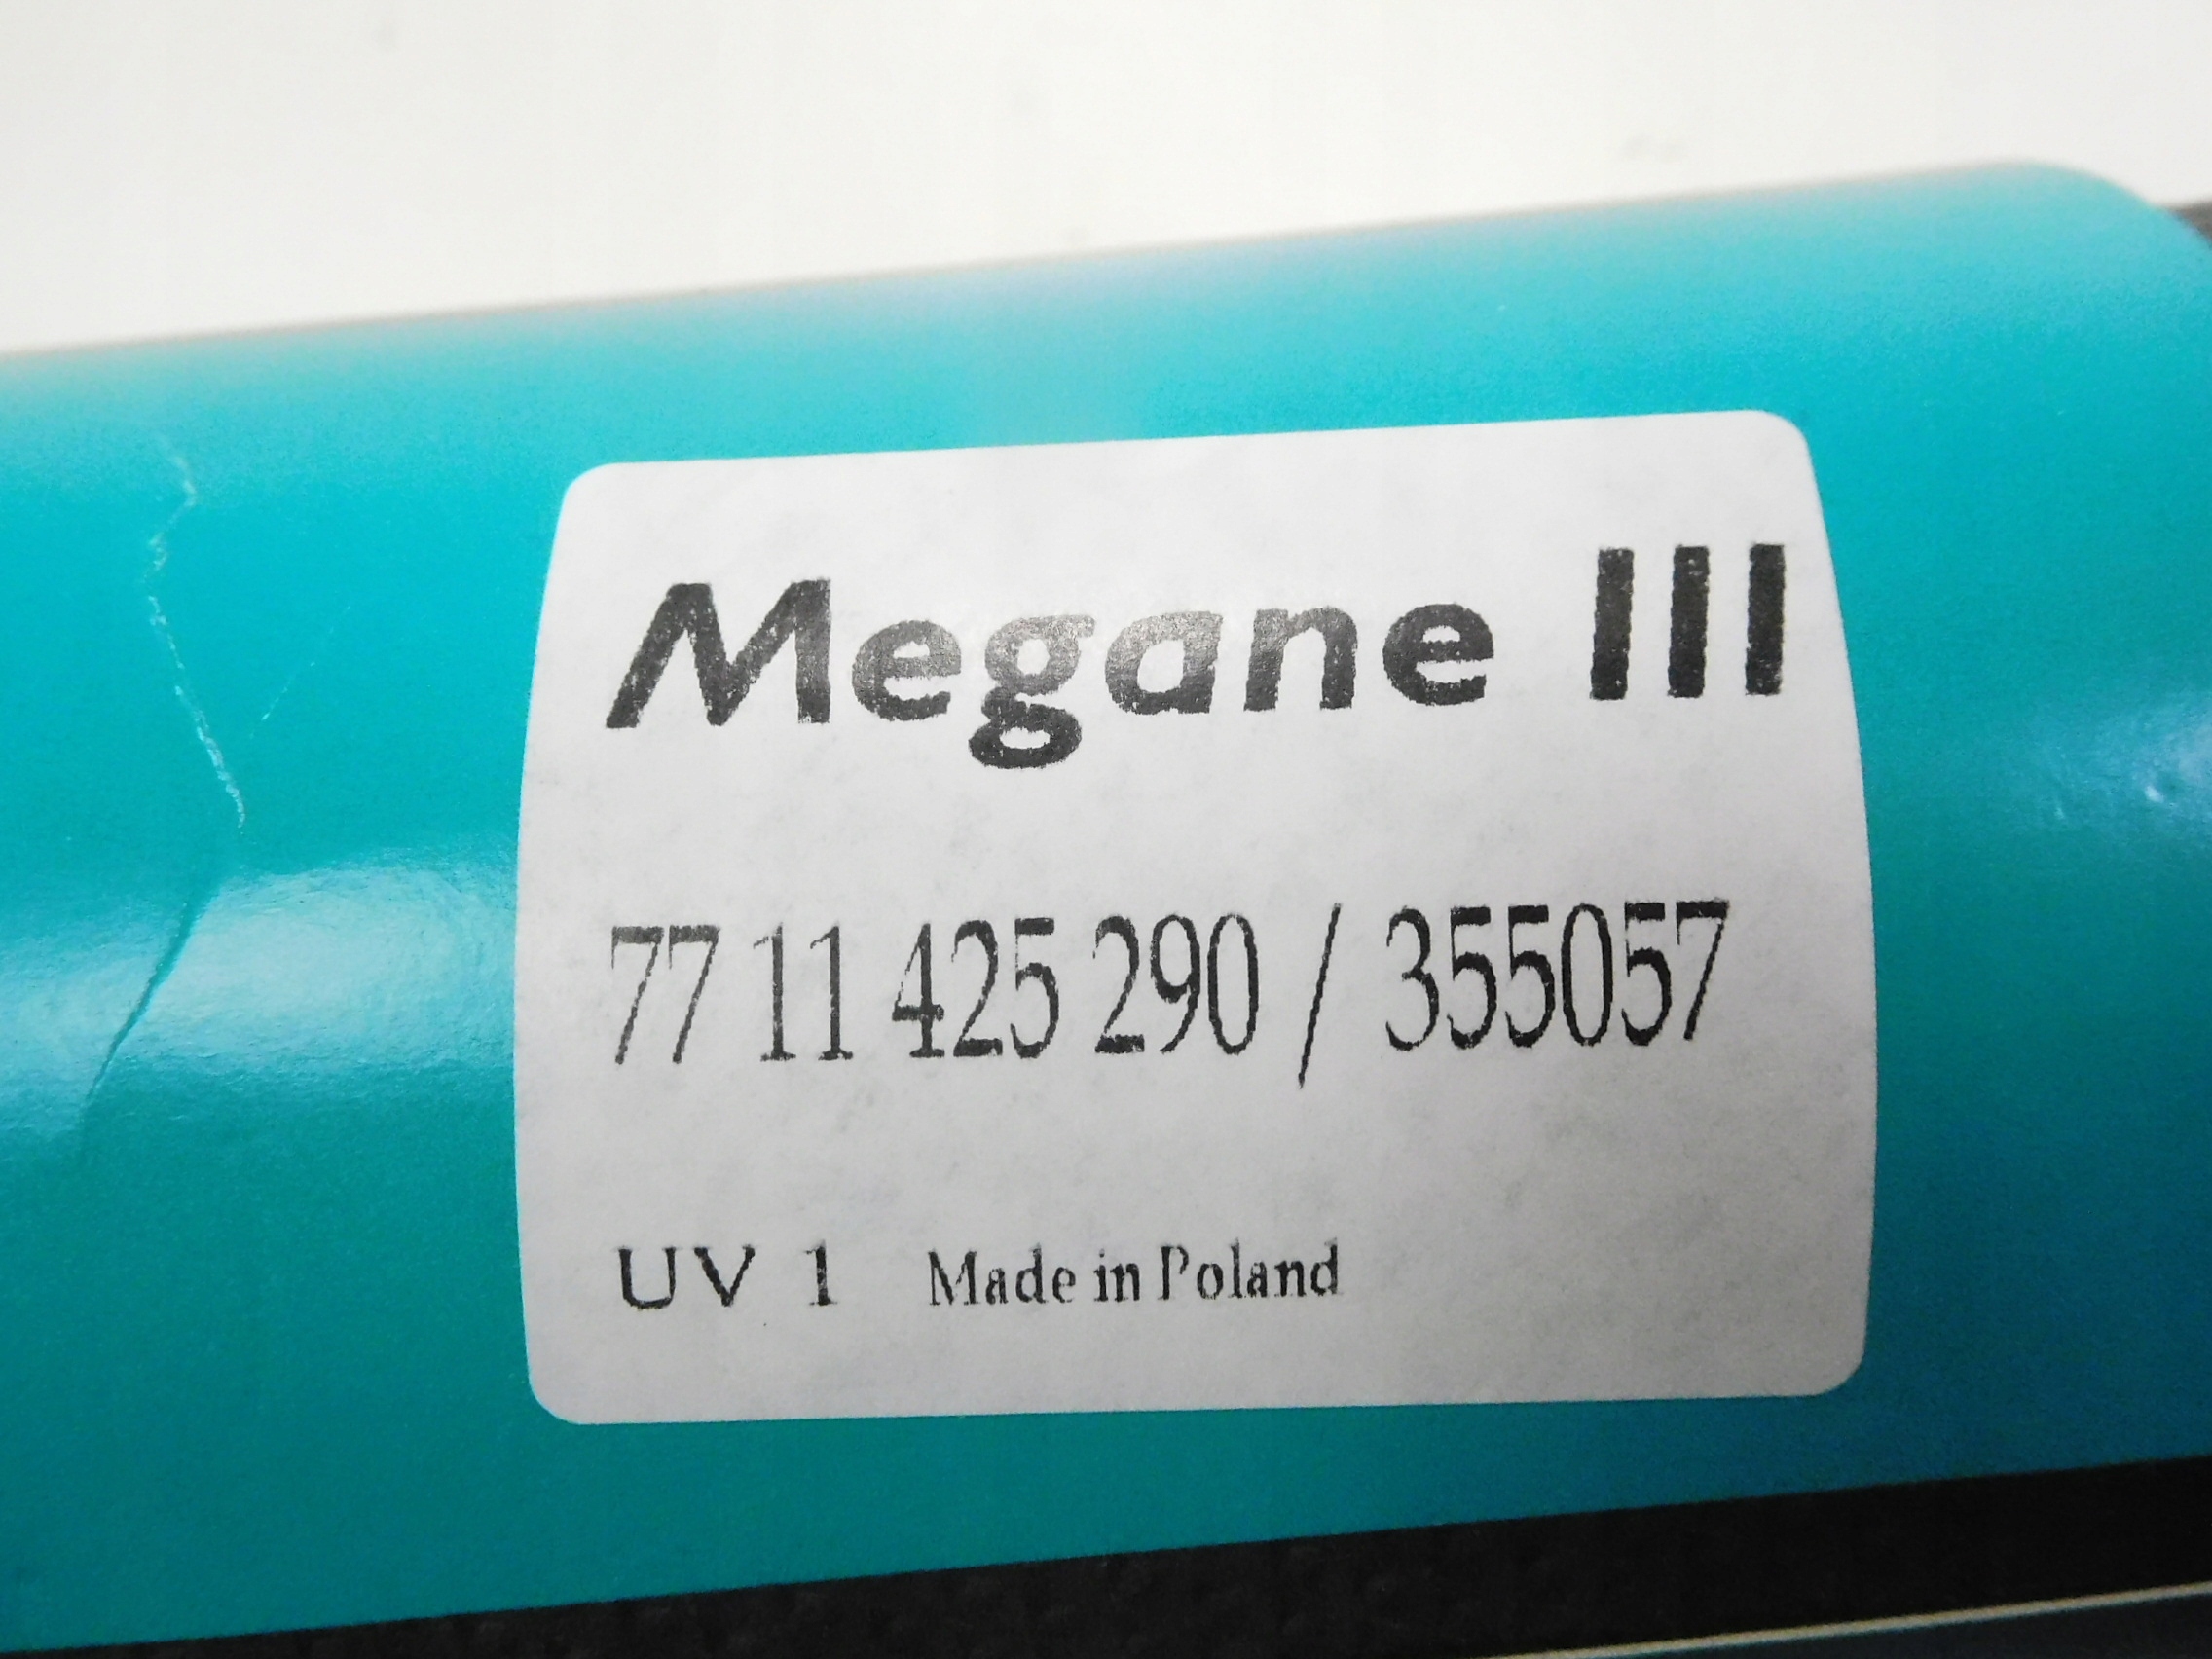 Megane III
77 11 425 290 / 355057
UV 1 Made in Poland